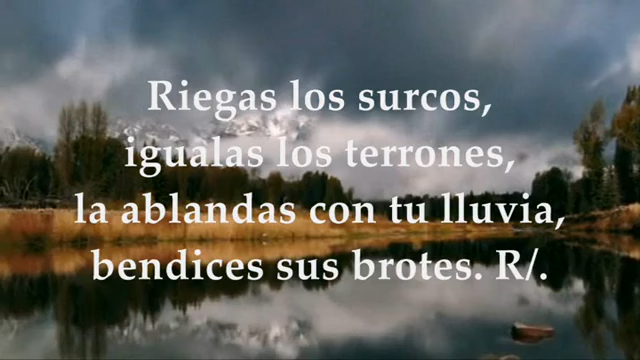 Riegas los surcos,
igualas los terrones,
la ablandas con tu lluvia,
bendices sus brotes. R/.